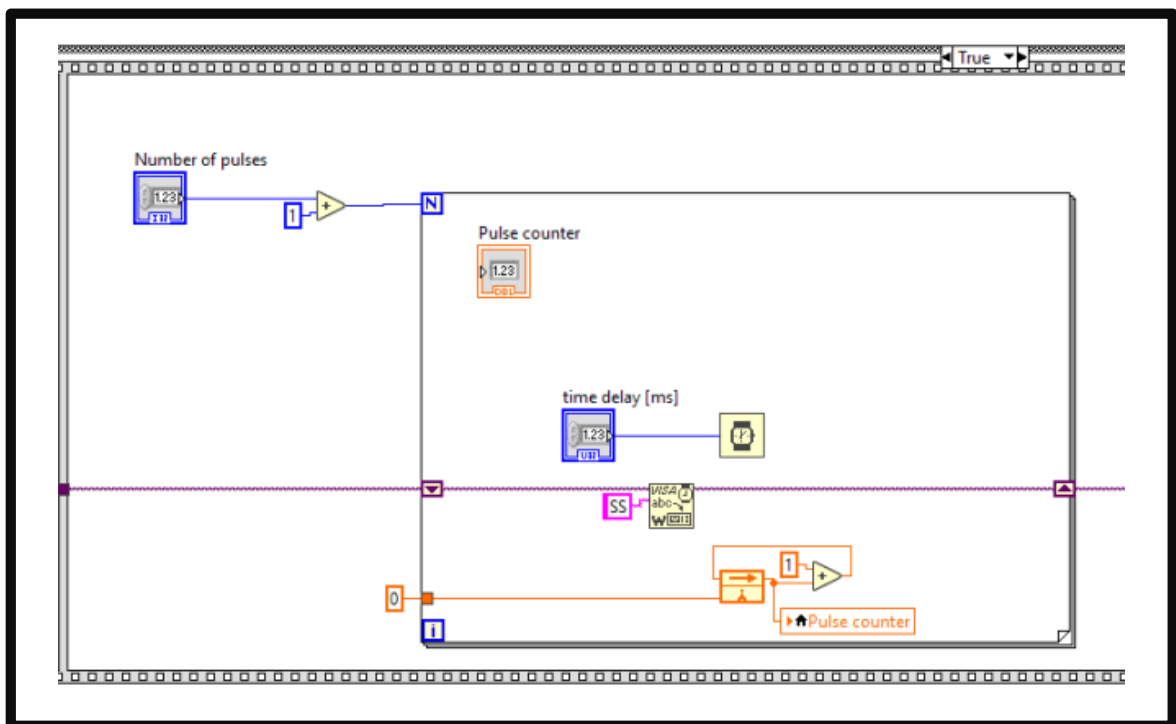 True
Number of pulses
1.23
I32
1
N
Pulse counter
1.23
DBL
time delay [ms]
1.23
U32
VISA
SS
abc
W
1
0
Pulse counter
i